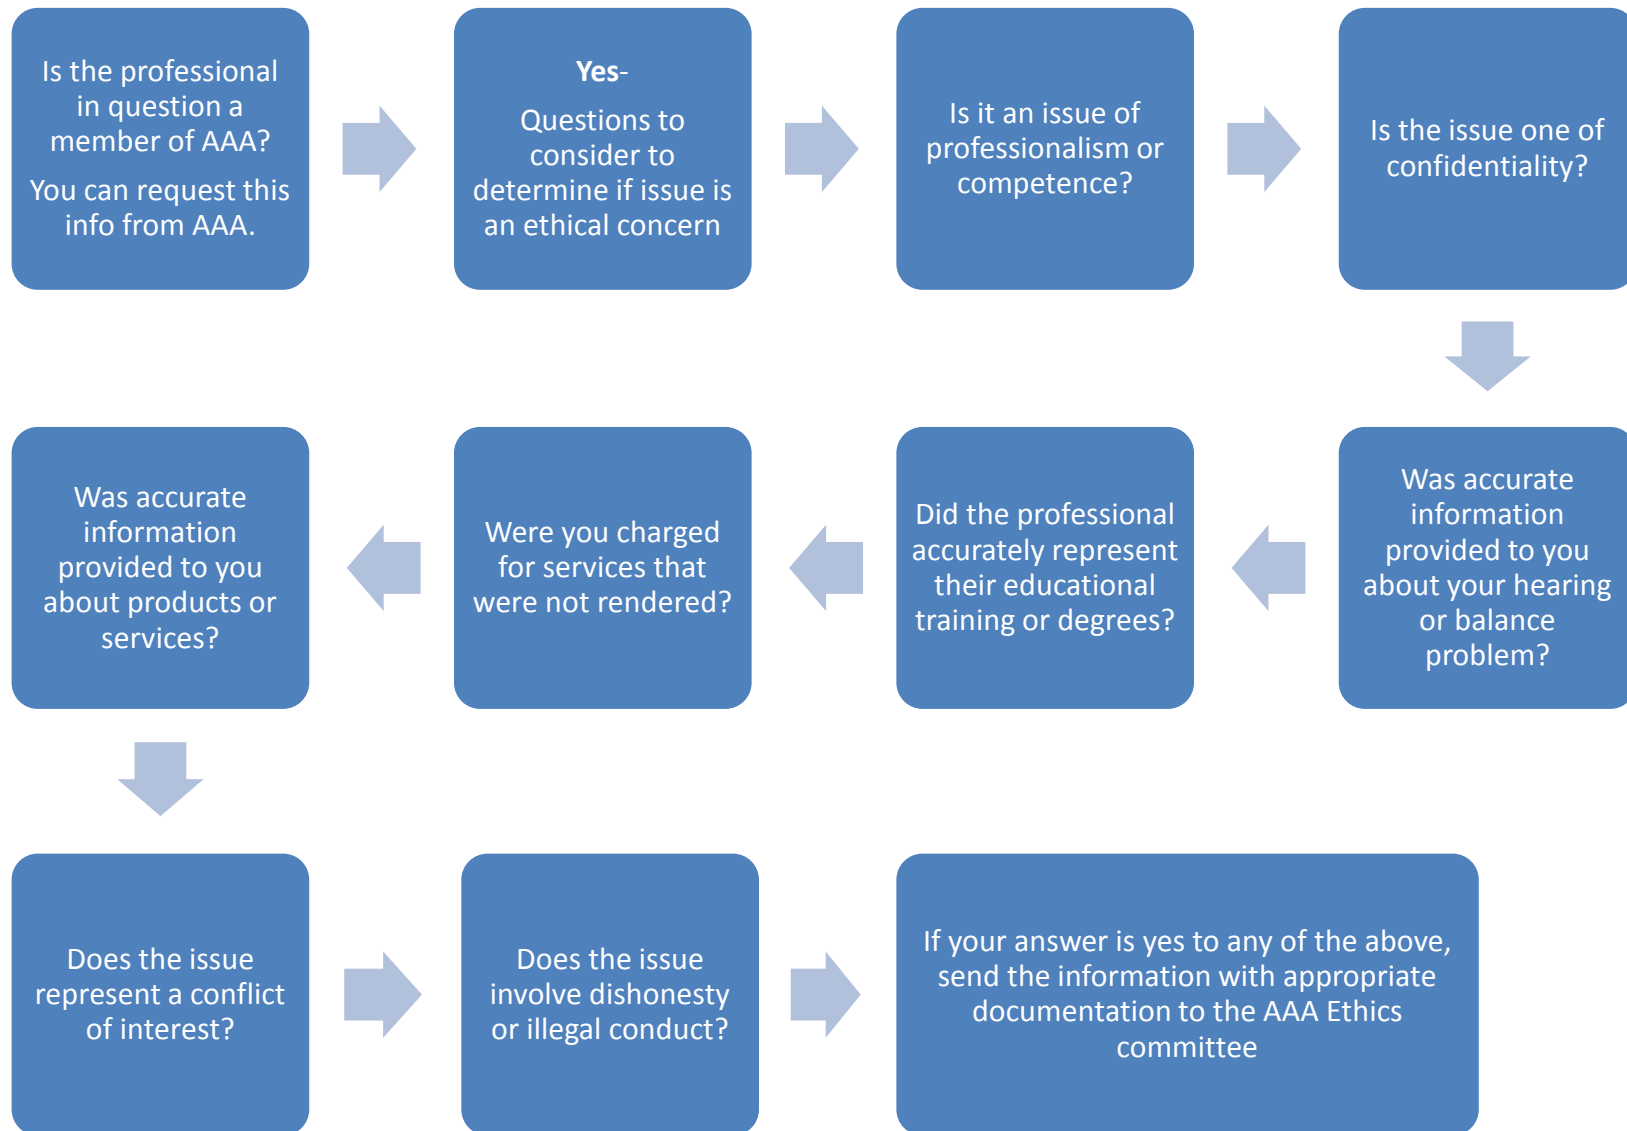 Is the professional
in question a
member of AAA?
You can request this
info from AAA.
Yes-
Questions to
consider to
determine if issue is
an ethical concern
Is it an issue of
professionalism or
competence?
Is the issue one of
confidentiality?
Was accurate
information
provided to you
about your hearing
or balance
problem?
Did the professional
accurately represent
their educational
training or degrees?
Were you charged
for services that
were not rendered?
Was accurate
information
provided to you
about products or
services?
Does the issue
represent a conflict
of interest?
Does the issue
involve dishonesty
or illegal conduct?
If your answer is yes to any of the above,
send the information with appropriate
documentation to the AAA Ethics
committee